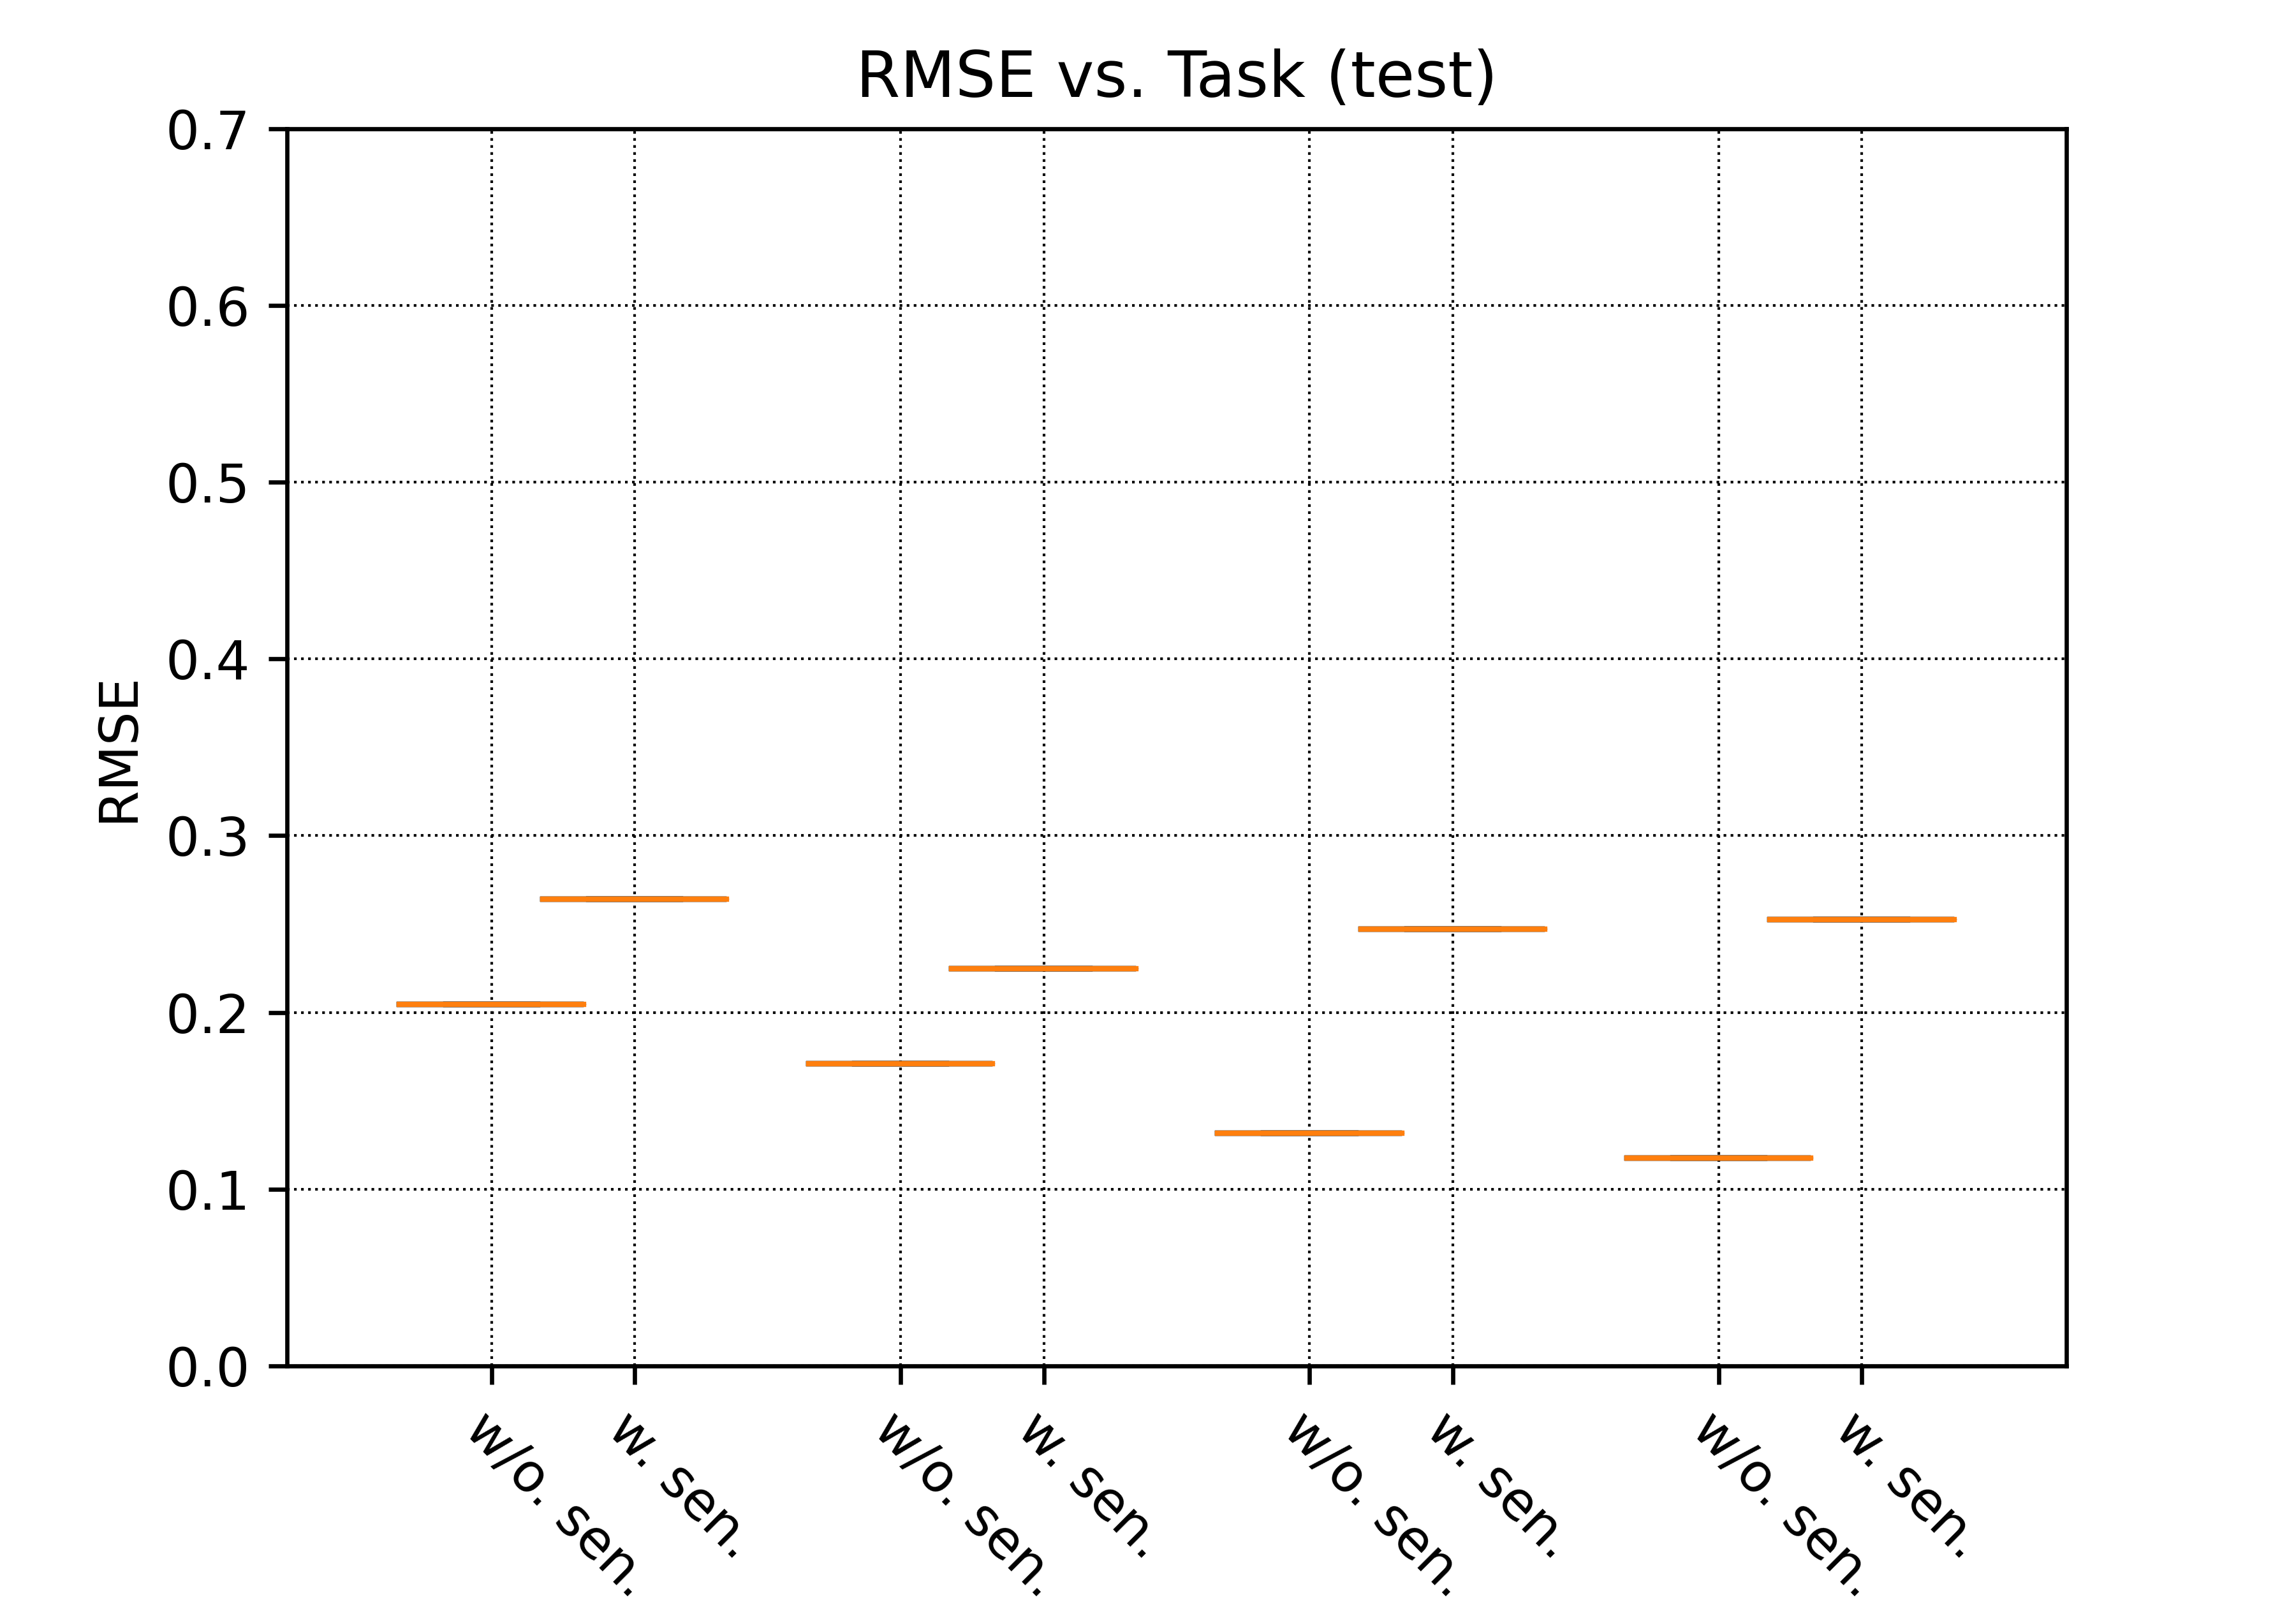 RMSE vs. Task (test)
RMSE
0.7
0.6
0.5
0.4
0.3
0.2
0.1
0.0
w/o. sen.
w. sen.
w/o. sen.
w. sen.
w/o. sen.
w. sen.
w/o. sen.
w. sen.